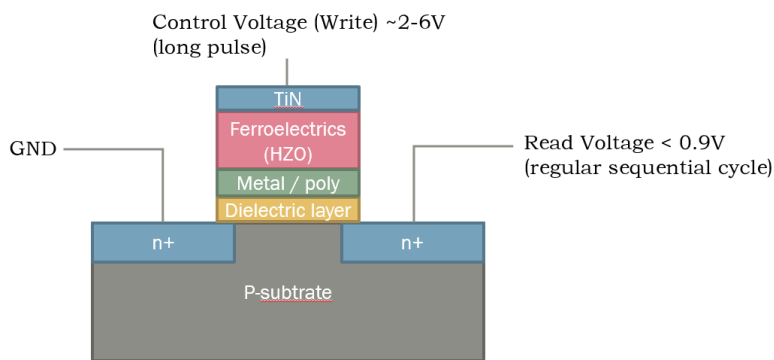 Control Voltage (Write) ~2-6V
(long pulse)
TiN
Ferroelectrics
(HZO)
GND
Read Voltage < 0.9V
(regular sequential cycle)
Metal / poly
Dielectric layer
n+
n+
P-subtrate